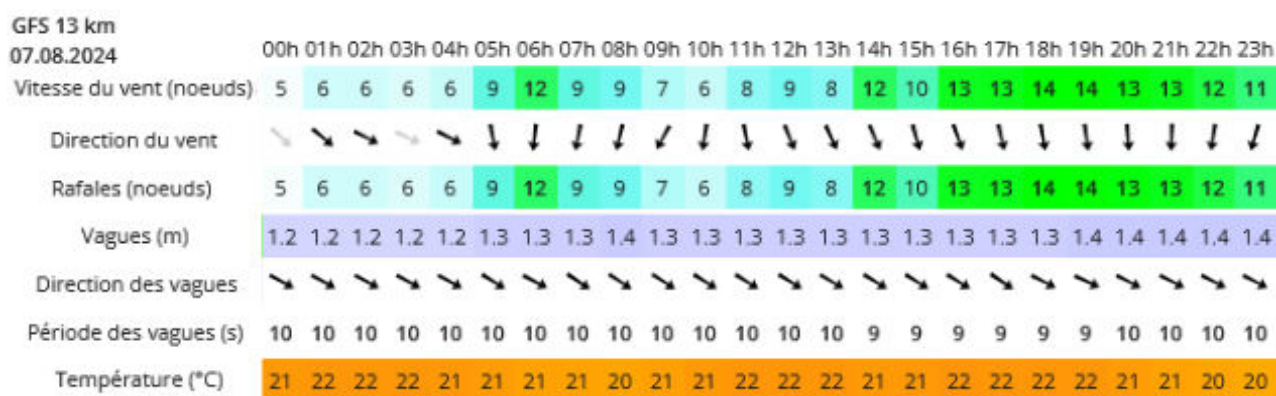 GFS 13 km
07.08.2024 00h 01h 02h 03h 04h 05h 06h 07h 08h 09h 10h 11h 12h 13h 14h 15h 16h 17h 18h 19h 20h 21h 22h 23h
Vitesse du vent (noeuds) 5 6 6 6 6 9 12 9 9 7 6 8 9 8 12 10 13 13 14 14 13 13 12 11
Direction du vent
Rafales (noeuds) 5 6 6 6 6 9 12 9 9 7 6 8 9 8 12 10 13 13 14 14 13 13 12 11
Vagues (m) 1.2 1.2 1.2 1.2 1.2 1.3 1.3 1.3 1.4 1.3 1.3 1.3 1.3 1.3 1.3 1.3 1.3 1.3 1.3 1.4 1.4 1.4 1.4 1.4
Direction des vagues
Période des vagues (s) 10 10 10 10 10 10 10 10 10 10 10 10 10 10 9 9 9 9 9 9 10 10 10 10
Température (°C) 21 22 22 22 21 21 21 21 20 21 21 22 22 22 21 21 22 22 22 22 21 21 20 20